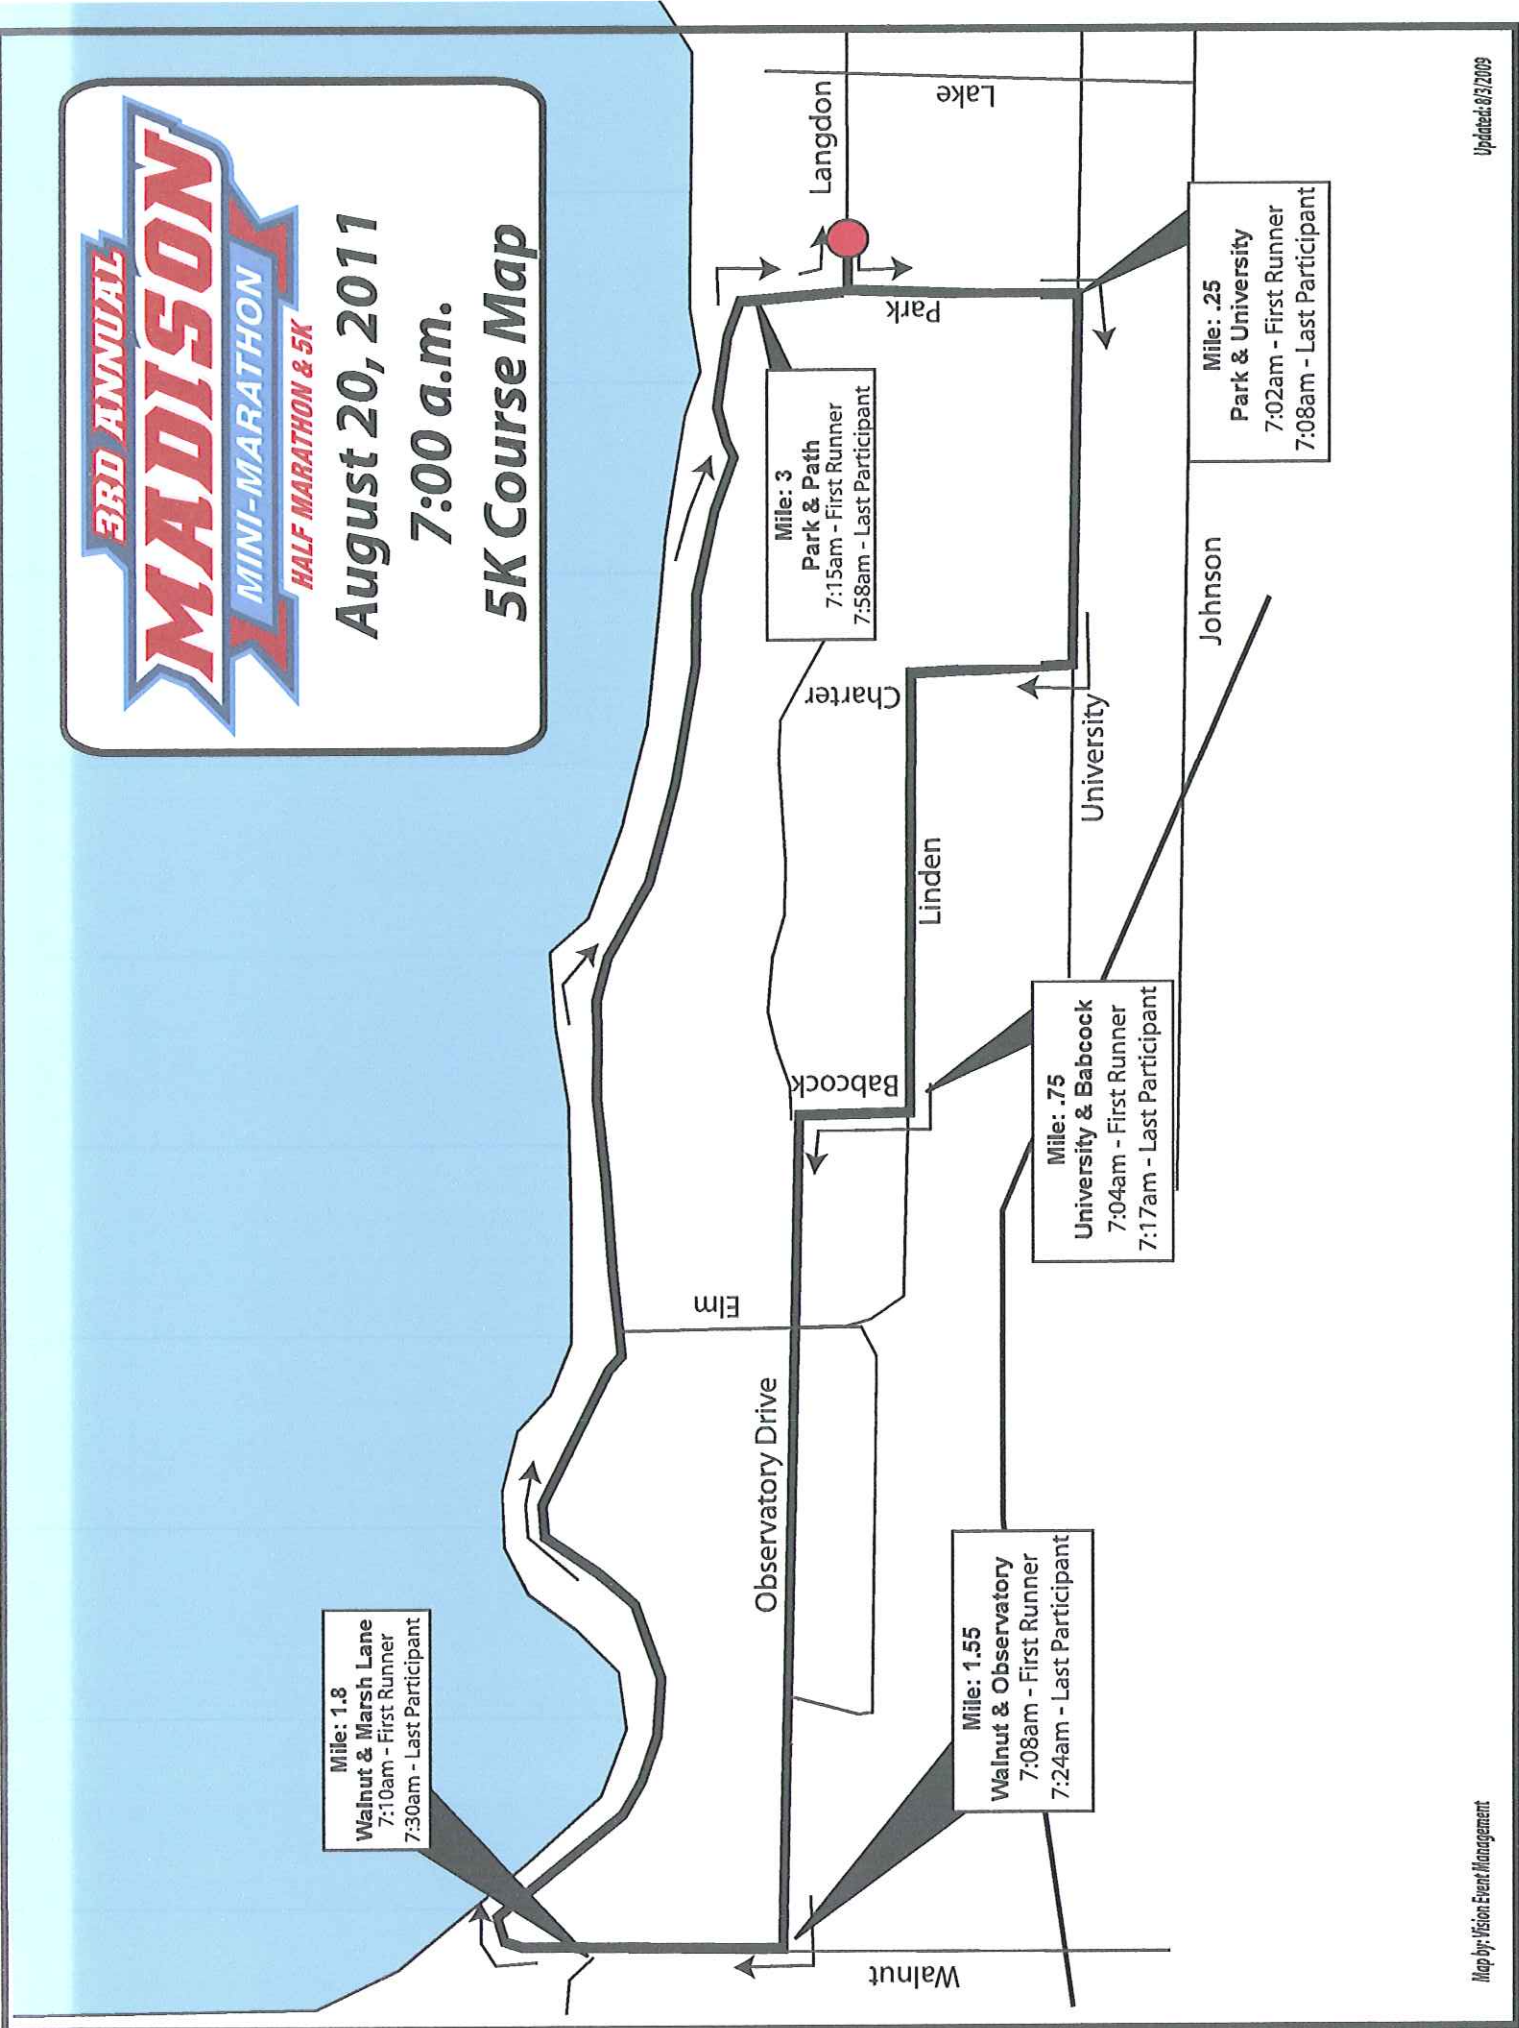 3RD ANNUAL
MADISON
MINI-MARATHON
HALF MARATHON & 5K
August 20, 2011
7:00 a.m.
5K Course Map
Mile: 1.8
Walnut & Marsh Lane
7:10am - First Runner
7:30am - Last Participant
Mile: 3
Park & Path
7:15am - First Runner
7:58am - Last Participant
Langdon
Lake
Park
Charter
Observatory Drive
Elm
Babcock
Linden
University
Johnson
Walnut
Mile: 1.55
Walnut & Observatory
7:08am - First Runner
7:24am - Last Participant
Mile: .75
University & Babcock
7:04am - First Runner
7:17am - Last Participant
Mile: .25
Park & University
7:02am - First Runner
7:08am - Last Participant
Map by: Vision Event Management
Updated: 8/3/2009